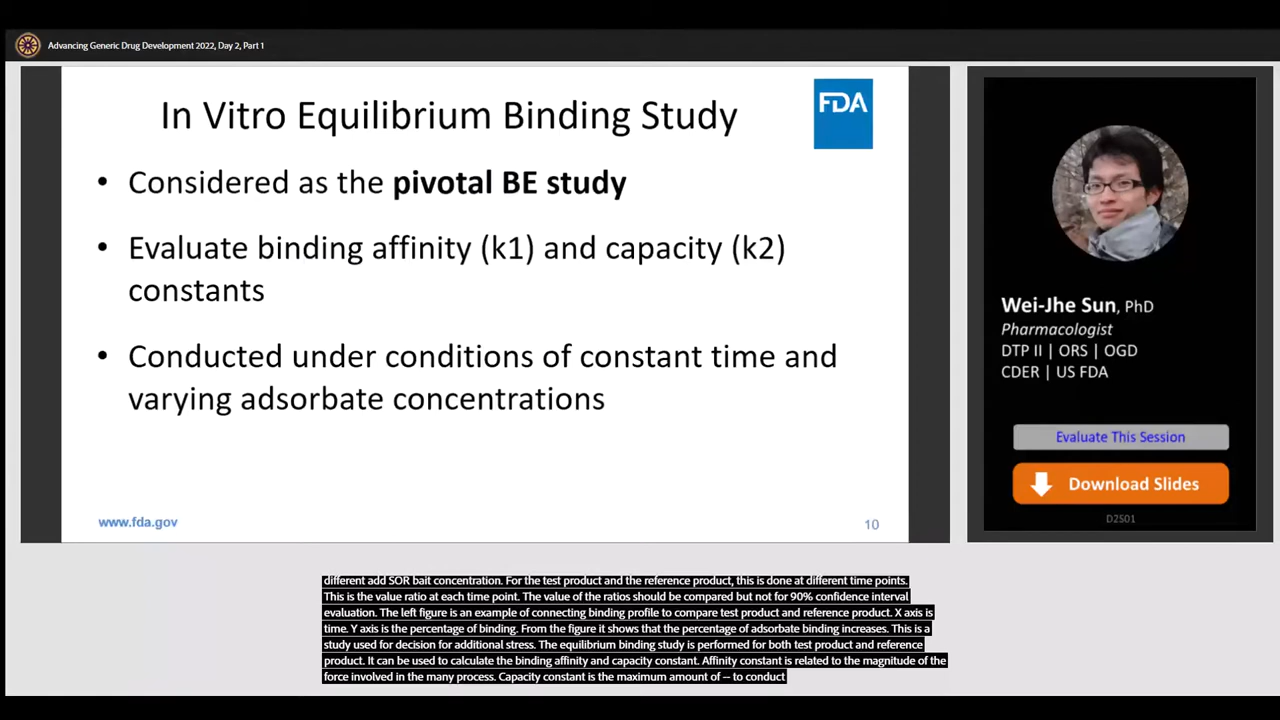 Advancing Generic Drug Development 2022, Day 2, Part 1
In Vitro Equilibrium Binding Study
FDA
• Considered as the pivotal BE study
• Evaluate binding affinity (k1) and capacity (k2)
constants
• Conducted under conditions of constant time and
varying adsorbate concentrations
www.fda.gov
10
Wei-Jhe Sun, PhD
Pharmacologist
DTP II | ORS | OGD
CDER | US FDA
Evaluate This Session
Download Slides
D2S01
different add SOR bait concentration. For the test product and the reference product, this is done at different time points.
This is the value ratio at each time point. The value of the ratios should be compared but not for 90% confidence interval
evaluation. The left figure is an example of connecting binding profile to compare test product and reference product. X axis is
time. Y axis is the percentage of binding. From the figure it shows that the percentage of adsorbate binding increases. This is a
study used for decision for additional stress. The equilibrium binding study is performed for both test product and reference
product. It can be used to calculate the binding affinity and capacity constant. Affinity constant is related to the magnitude of the
force involved in the many process. Capacity constant is the maximum amount of -- to conduct